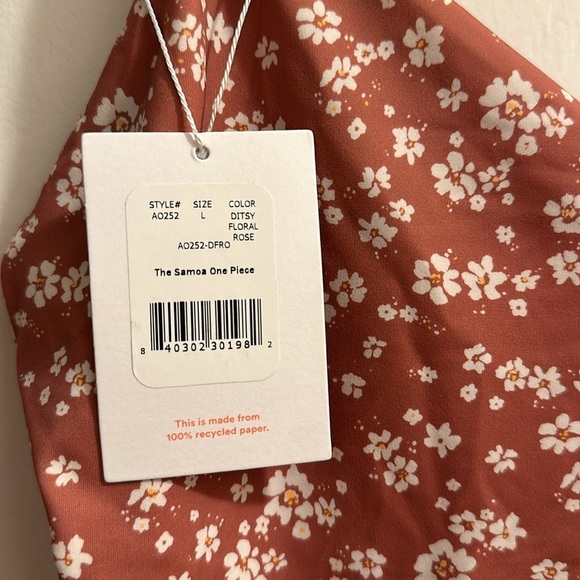 STYLE# SIZE COLOR
AO252 L DITSY
FLORAL
ROSE
AO252-DFRO
The Samoa One Piece
8 40302 30198 2
This is made from
100% recycled paper.